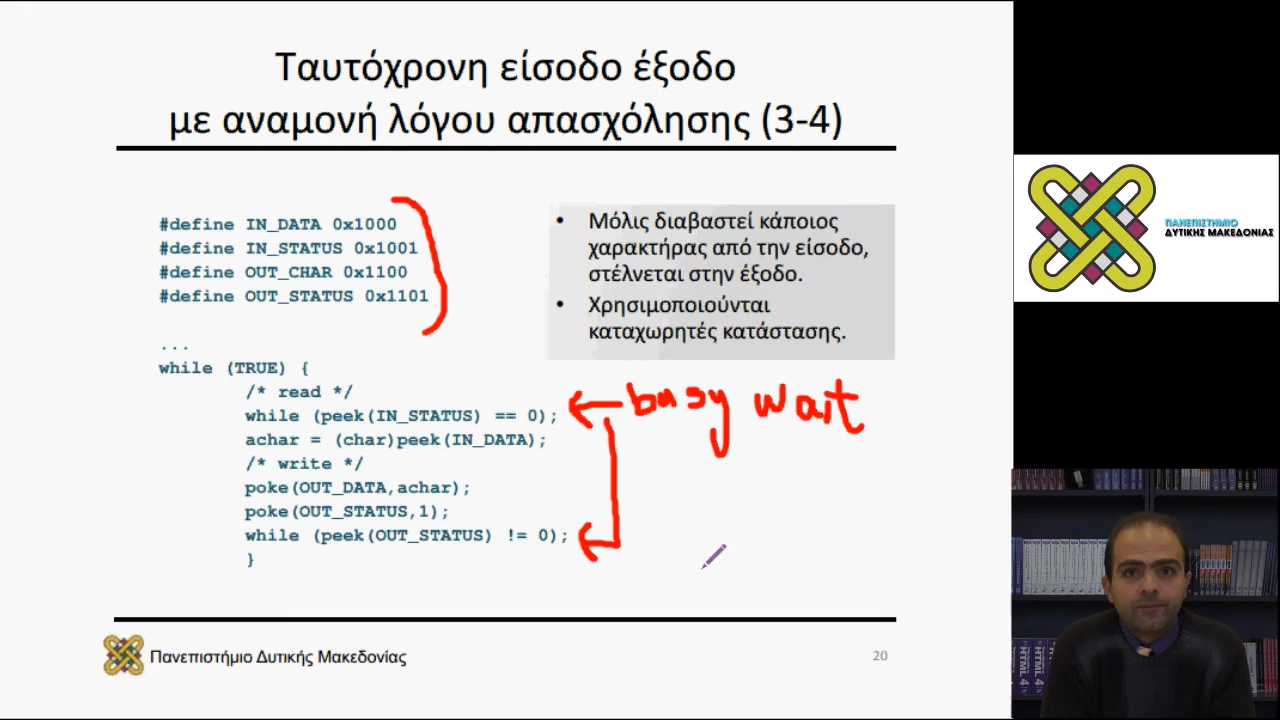 Ταυτόχρονη είσοδο έξοδο
με αναμονή λόγου απασχόλησης (3-4)
#define IN_DATA 0x1000
#define IN_STATUS 0x1001
#define OUT_CHAR 0x1100
#define OUT_STATUS 0x1101
...
while (TRUE) {
/* read */
while (peek(IN_STATUS) == 0);
achar = (char)peek(IN_DATA);
/* write */
poke(OUT_DATA,achar);
poke(OUT_STATUS,1);
while (peek(OUT_STATUS) != 0);
}
• Μόλις διαβαστεί κάποιος
χαρακτήρας από την είσοδο,
στέλνεται στην έξοδο.
• Χρησιμοποιούνται
καταχωρητές κατάστασης.
busy wait
Πανεπιστήμιο Δυτικής Μακεδονίας
20
ΠΑΝΕΠΙΣΤΗΜΙΟ
ΔΥΤΙΚΗΣ ΜΑΚΕΔΟΝΙΑΣ
HTML 4